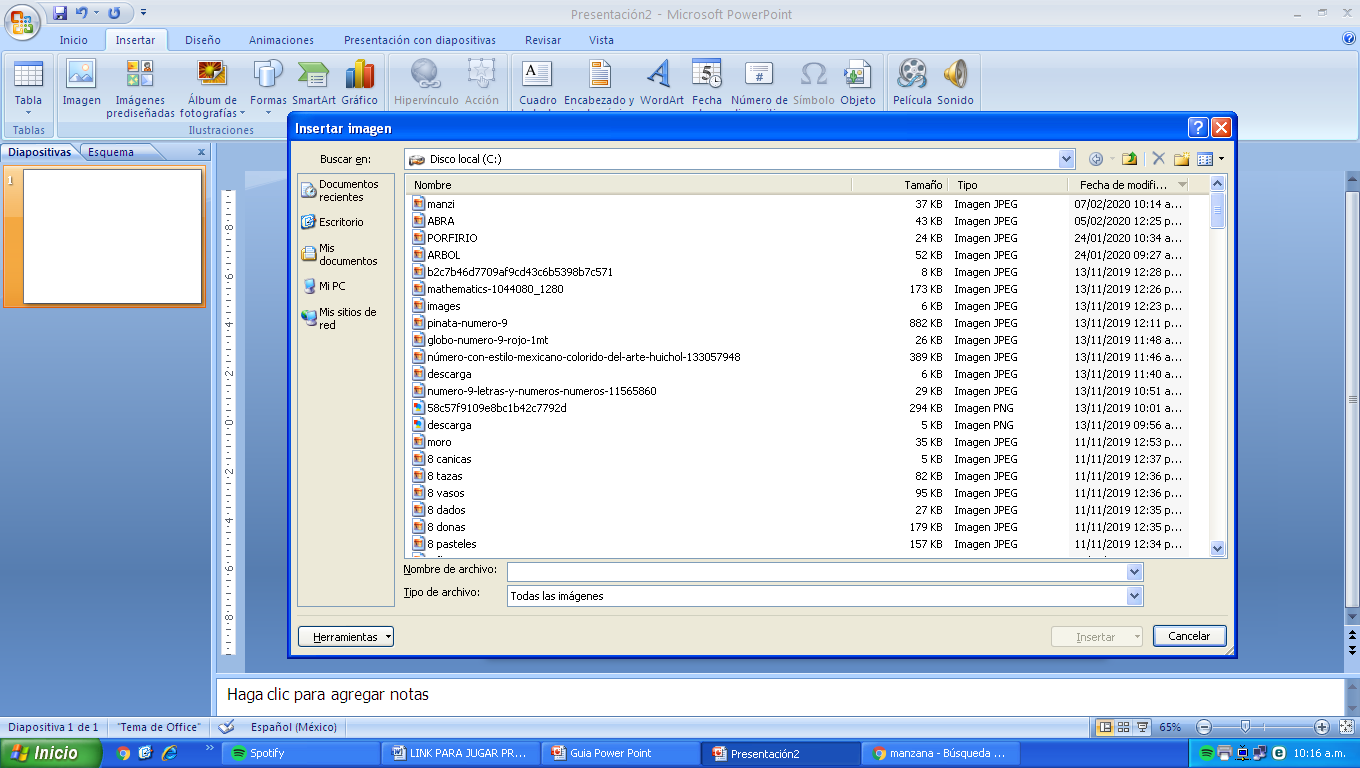 Presentación2 - Microsoft PowerPoint
Inicio Insertar Diseño Animaciones Presentación con diapositivas Revisar Vista
Tabla Imagen Imágenes prediseñadas Álbum de fotografías Formas SmartArt Gráfico Hipervínculo Acción Cuadro Encabezado y WordArt Fecha Número de Símbolo Objeto Película Sonido
Tablas Ilustraciones
Diapositivas Esquema x
1
Insertar imagen
Buscar en: Disco local (C:)
Documentos recientes
Escritorio
Mis documentos
Mi PC
Mis sitios de red
Nombre Tamaño Tipo Fecha de modifi...
manzi 37 KB Imagen JPEG 07/02/2020 10:14 a...
ABRA 43 KB Imagen JPEG 05/02/2020 12:25 p...
PORFIRIO 24 KB Imagen JPEG 24/01/2020 10:34 a...
ARBOL 52 KB Imagen JPEG 24/01/2020 09:27 a...
b2c7b46d7709af9cd43c6b5398b7c571 8 KB Imagen JPEG 13/11/2019 12:28 p...
mathematics-1044080_1280 173 KB Imagen JPEG 13/11/2019 12:26 p...
images 6 KB Imagen JPEG 13/11/2019 12:23 p...
pinata-numero-9 882 KB Imagen JPEG 13/11/2019 12:11 p...
globo-numero-9-rojo-1mt 26 KB Imagen JPEG 13/11/2019 11:48 a...
número-con-estilo-mexicano-colorido-del-arte-huichol-133057948 389 KB Imagen JPEG 13/11/2019 11:46 a...
descarga 6 KB Imagen JPEG 13/11/2019 11:40 a...
numero-9-letras-y-numeros-numeros-11565860 29 KB Imagen JPEG 13/11/2019 10:51 a...
58c57f9109e8bc1b42c7792d 294 KB Imagen PNG 13/11/2019 10:01 a...
descarga 5 KB Imagen PNG 13/11/2019 09:56 a...
moro 35 KB Imagen JPEG 11/11/2019 12:53 p...
8 canicas 5 KB Imagen JPEG 11/11/2019 12:37 p...
8 tazas 82 KB Imagen JPEG 11/11/2019 12:36 p...
8 vasos 95 KB Imagen JPEG 11/11/2019 12:36 p...
8 dados 27 KB Imagen JPEG 11/11/2019 12:35 p...
8 donas 179 KB Imagen JPEG 11/11/2019 12:35 p...
8 pasteles 157 KB Imagen JPEG 11/11/2019 12:34 p...
Nombre de archivo:
Tipo de archivo: Todas las imágenes
Herramientas Insertar Cancelar
Haga clic para agregar notas
Diapositiva 1 de 1 "Tema de Office" Español (México) 65%
Inicio Spotify LINK PARA JUGAR PR... Guia Power Point Presentación2 manzana - Búsqueda ... 10:16 a.m.